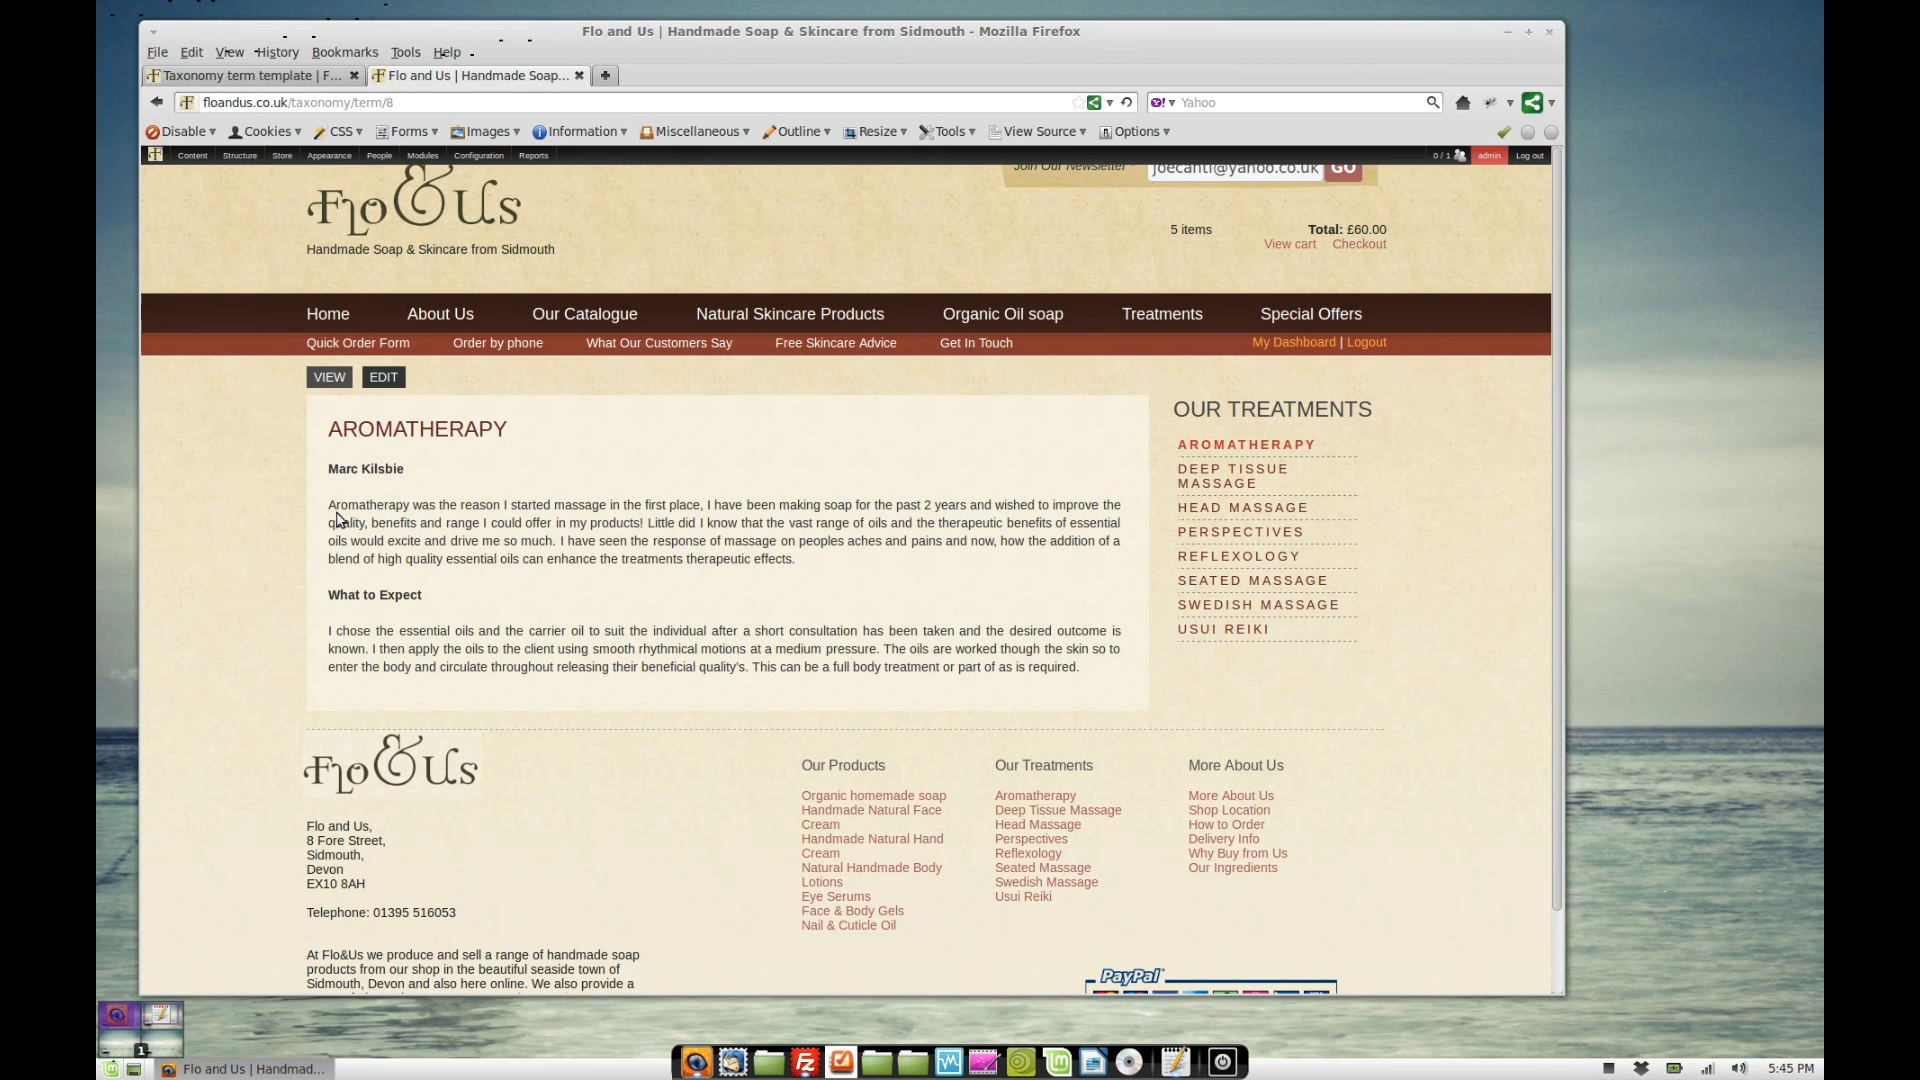 Flo and Us | Handmade Soap & Skincare from Sidmouth - Mozilla Firefox
File Edit View History Bookmarks Tools Help
Taxonomy term template | F... Flo and Us | Handmade Soap...
floandus.co.uk/taxonomy/term/8 Yahoo
Disable Cookies CSS Forms Images Information Miscellaneous Outline Resize Tools View Source Options
Content Structure Store Appearance People Modules Configuration Reports 0 / 1 admin Log out
Join Our Newsletter joecanti@yahoo.co.uk GO
Flo & Us
Handmade Soap & Skincare from Sidmouth
5 items Total: £60.00
View cart Checkout
Home About Us Our Catalogue Natural Skincare Products Organic Oil soap Treatments Special Offers
Quick Order Form Order by phone What Our Customers Say Free Skincare Advice Get In Touch My Dashboard | Logout
VIEW EDIT
AROMATHERAPY
Marc Kilsbie
Aromatherapy was the reason I started massage in the first place, I have been making soap for the past 2 years and wished to improve the
quality, benefits and range I could offer in my products! Little did I know that the vast range of oils and the therapeutic benefits of essential
oils would excite and drive me so much. I have seen the response of massage on peoples aches and pains and now, how the addition of a
blend of high quality essential oils can enhance the treatments therapeutic effects.
What to Expect
I chose the essential oils and the carrier oil to suit the individual after a short consultation has been taken and the desired outcome is
known. I then apply the oils to the client using smooth rhythmical motions at a medium pressure. The oils are worked though the skin so to
enter the body and circulate throughout releasing their beneficial quality's. This can be a full body treatment or part of as is required.
OUR TREATMENTS
AROMATHERAPY
DEEP TISSUE
MASSAGE
HEAD MASSAGE
PERSPECTIVES
REFLEXOLOGY
SEATED MASSAGE
SWEDISH MASSAGE
USUI REIKI
Flo & Us
Flo and Us,
8 Fore Street,
Sidmouth,
Devon
EX10 8AH
Telephone: 01395 516053
At Flo&Us we produce and sell a range of handmade soap
products from our shop in the beautiful seaside town of
Sidmouth, Devon and also here online. We also provide a
Our Products
Organic homemade soap
Handmade Natural Face
Cream
Handmade Natural Hand
Cream
Natural Handmade Body
Lotions
Eye Serums
Face & Body Gels
Nail & Cuticle Oil
Our Treatments
Aromatherapy
Deep Tissue Massage
Head Massage
Perspectives
Reflexology
Seated Massage
Swedish Massage
Usui Reiki
More About Us
More About Us
Shop Location
How to Order
Delivery Info
Why Buy from Us
Our Ingredients
PayPal
1
Flo and Us | Handmad...
5:45 PM